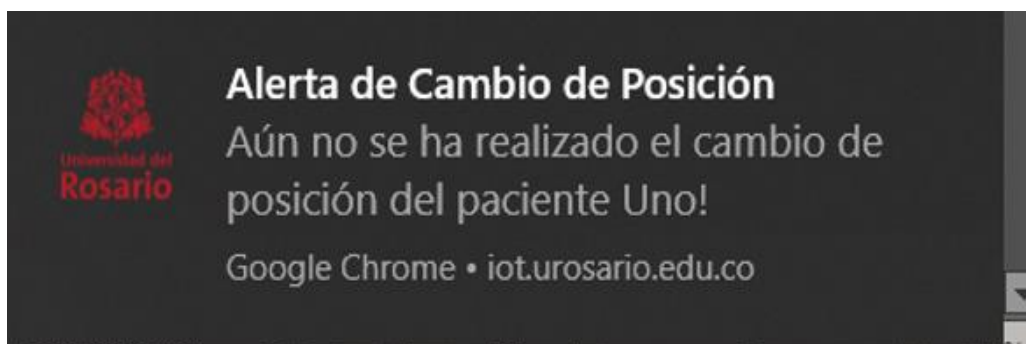 Universidad del
Rosario
Alerta de Cambio de Posición
Aún no se ha realizado el cambio de
posición del paciente Uno!
Google Chrome • iot.urosario.edu.co